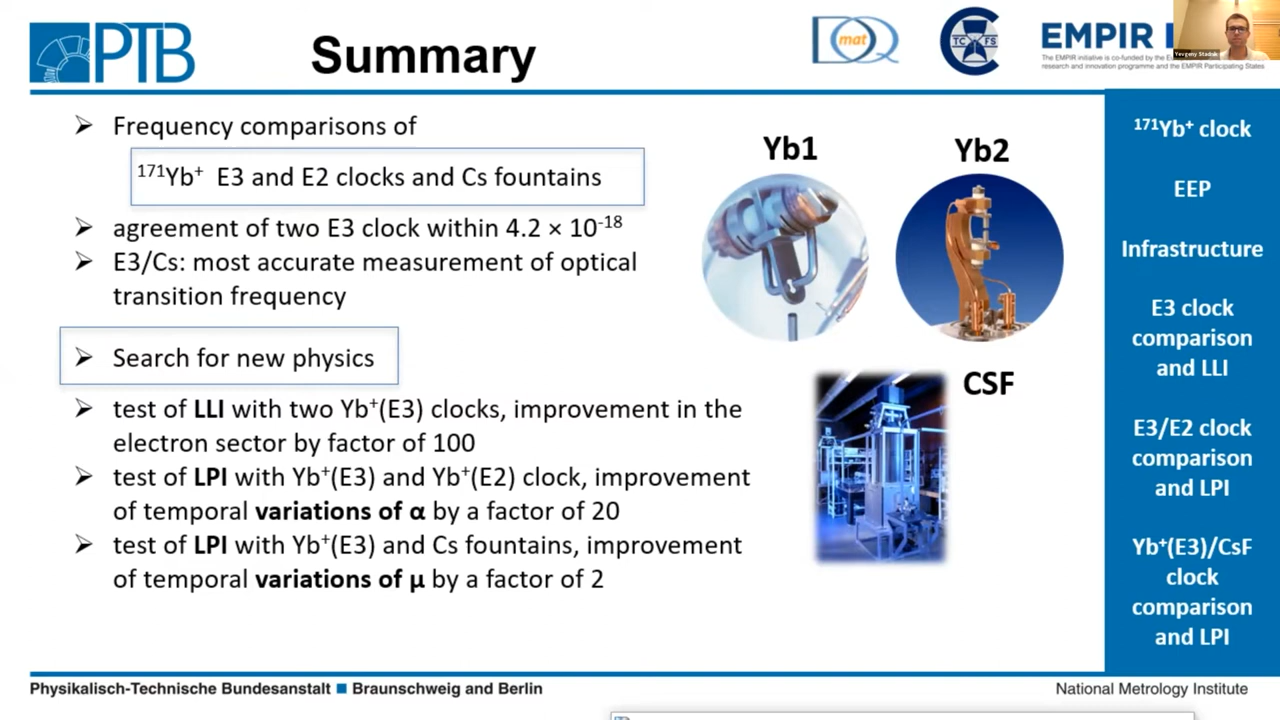 PTB
Summary
DQ
mat
TC
FS
EMPIR
The EMPIR initiative is co-funded by the
research and innovation programme and the EMPIR Participating States
Yevgeny Stadnik
➢ Frequency comparisons of
¹⁷¹Yb⁺ E3 and E2 clocks and Cs fountains
➢ agreement of two E3 clock within 4.2 × 10⁻¹⁸
➢ E3/Cs: most accurate measurement of optical
transition frequency
➢ Search for new physics
➢ test of LLI with two Yb⁺(E3) clocks, improvement in the
electron sector by factor of 100
➢ test of LPI with Yb⁺(E3) and Yb⁺(E2) clock, improvement
of temporal variations of α by a factor of 20
➢ test of LPI with Yb⁺(E3) and Cs fountains, improvement
of temporal variations of μ by a factor of 2
Yb1
Yb2
CSF
¹⁷¹Yb⁺ clock
EEP
Infrastructure
E3 clock
comparison
and LLI
E3/E2 clock
comparison
and LPI
Yb⁺(E3)/CsF
clock
comparison
and LPI
Physikalisch-Technische Bundesanstalt ■ Braunschweig and Berlin
National Metrology Institute